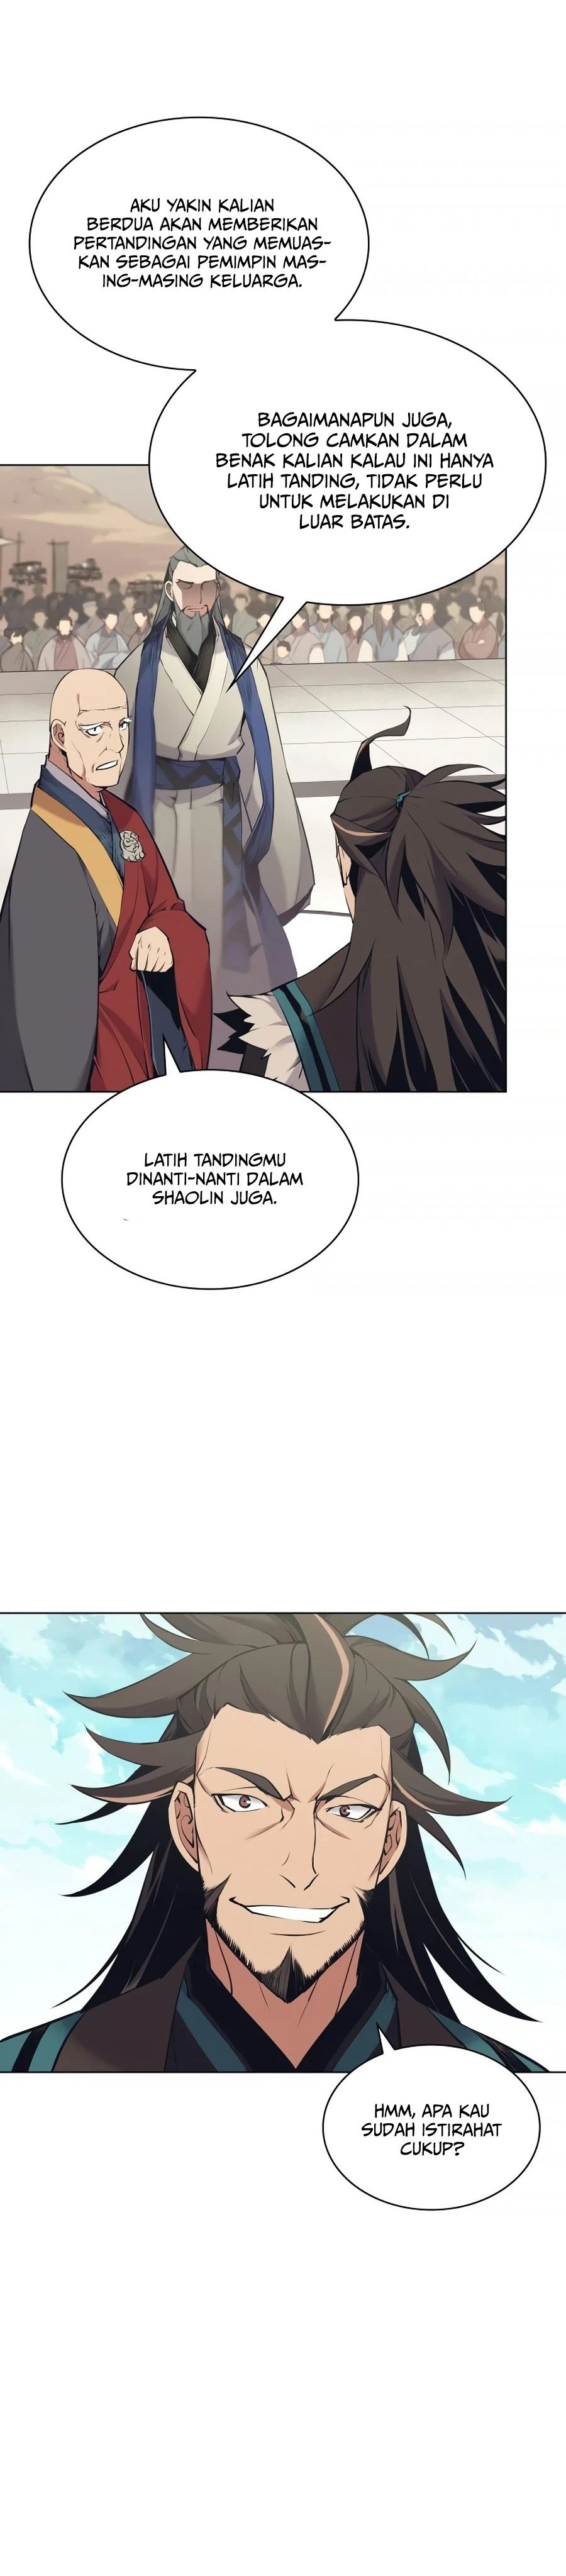 AKU YAKIN KALIAN
BERDUA AKAN MEMBERIKAN
PERTANDINGAN YANG MEMUAS-
KAN SEBAGAI PEMIMPIN MAS-
ING-MASING KELUARGA.
BAGAIMANAPUN JUGA,
TOLONG CAMKAN DALAM
BENAK KALIAN KALAU INI HANYA
LATIH TANDING, TIDAK PERLU
UNTUK MELAKUKAN DI
LUAR BATAS.
LATIH TANDINGMU
DINANTI-NANTI DALAM
SHAOLIN JUGA.
HMM, APA KAU
SUDAH ISTIRAHAT
CUKUP?